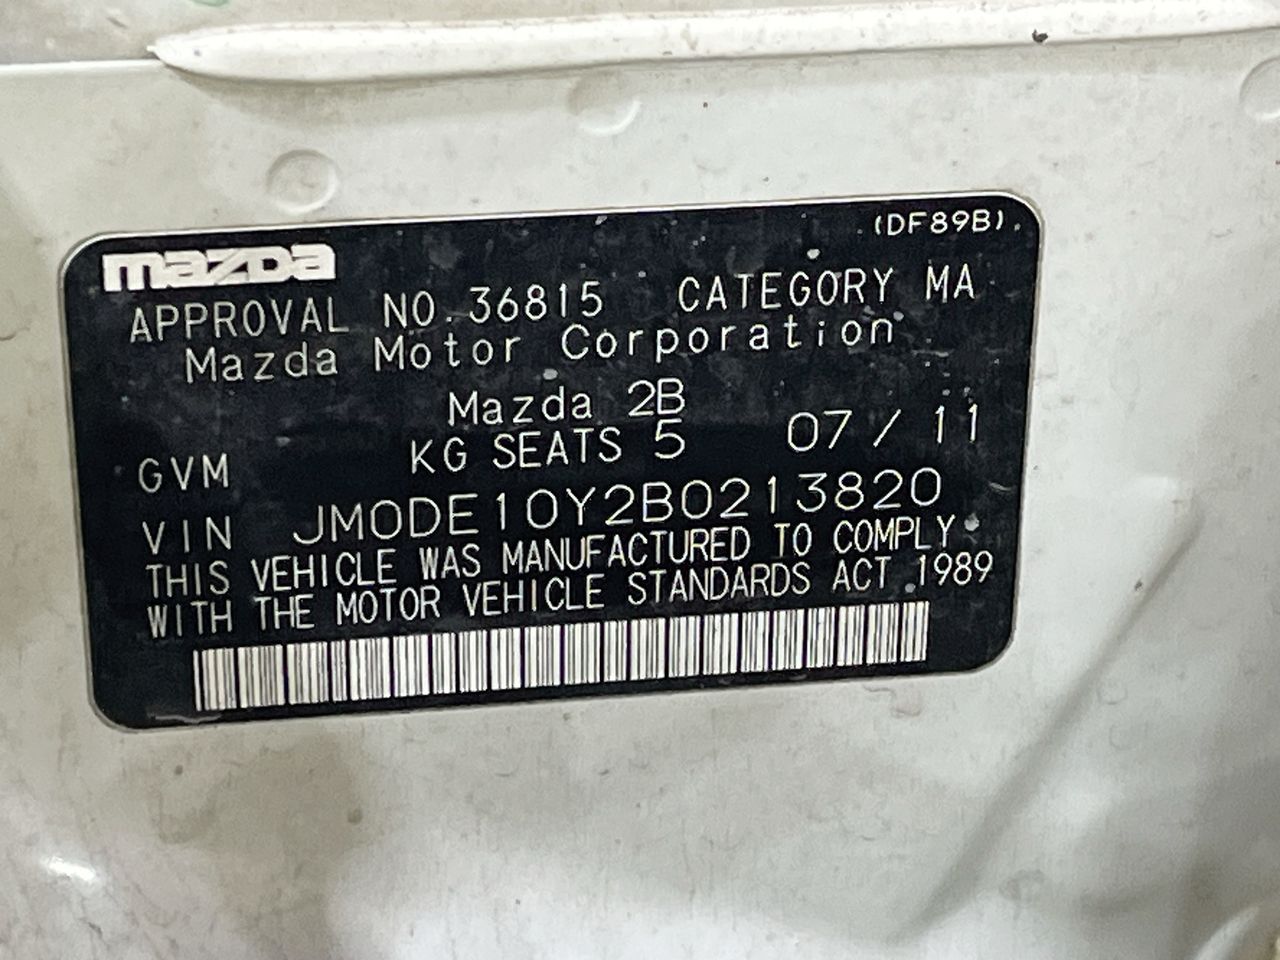 (DF89B)
mazda
APPROVAL NO. 36815 CATEGORY MA
Mazda Motor Corporation
Mazda 2B
GVM KG SEATS 5 07 / 11
VIN JM0DE10Y2B0213820
THIS VEHICLE WAS MANUFACTURED TO COMPLY
WITH THE MOTOR VEHICLE STANDARDS ACT 1989